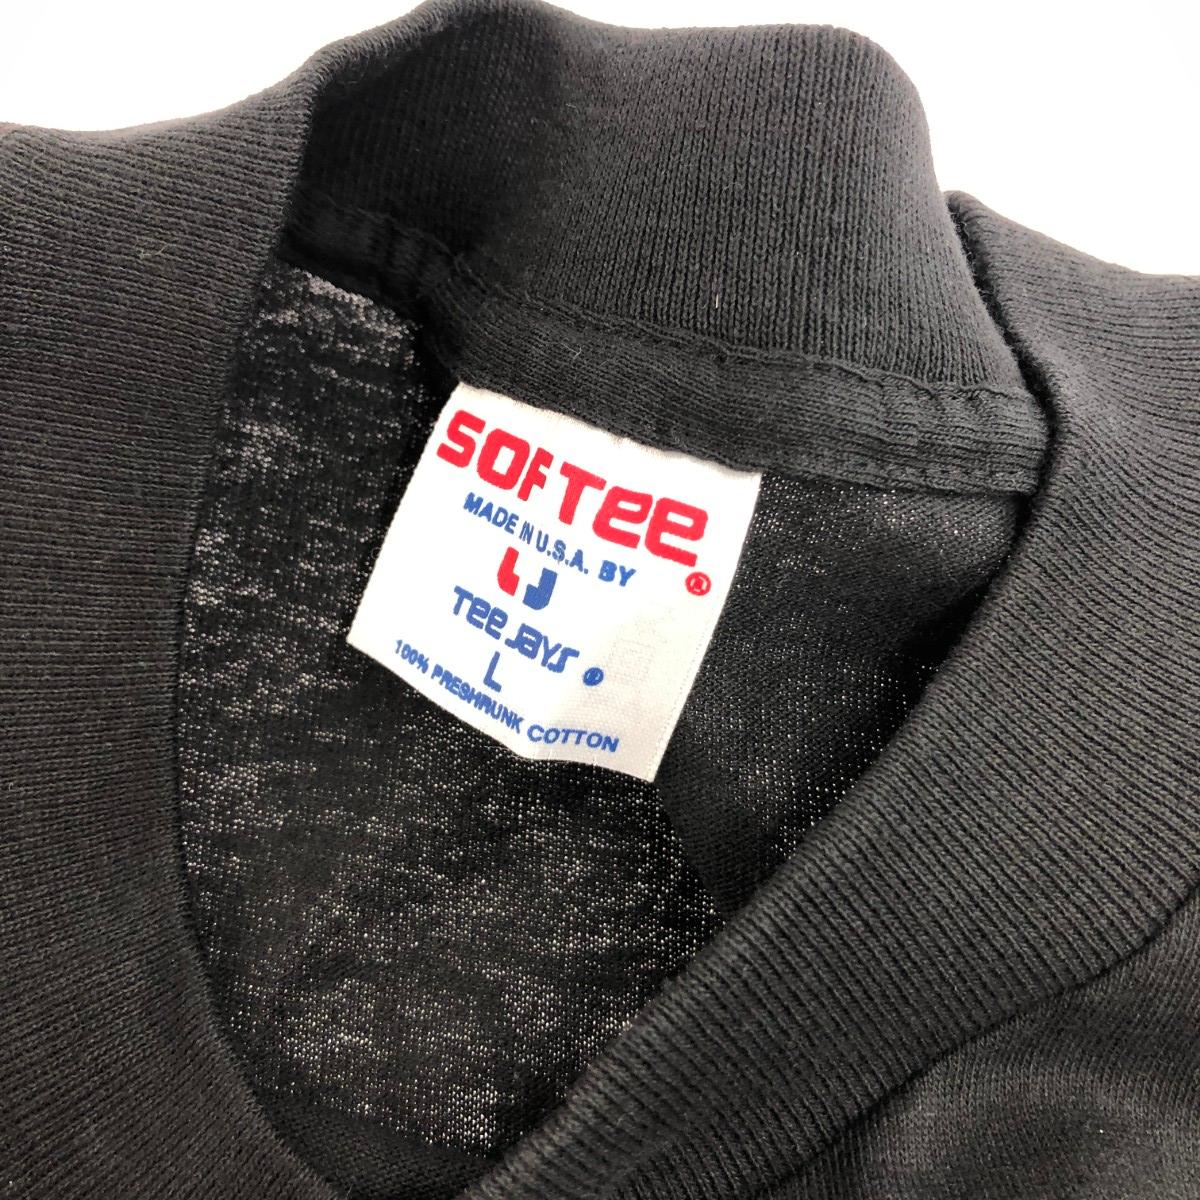 SOFTee ®
MADE IN U.S.A. BY
Tee Jays ®
L
100% PRESHRUNK COTTON